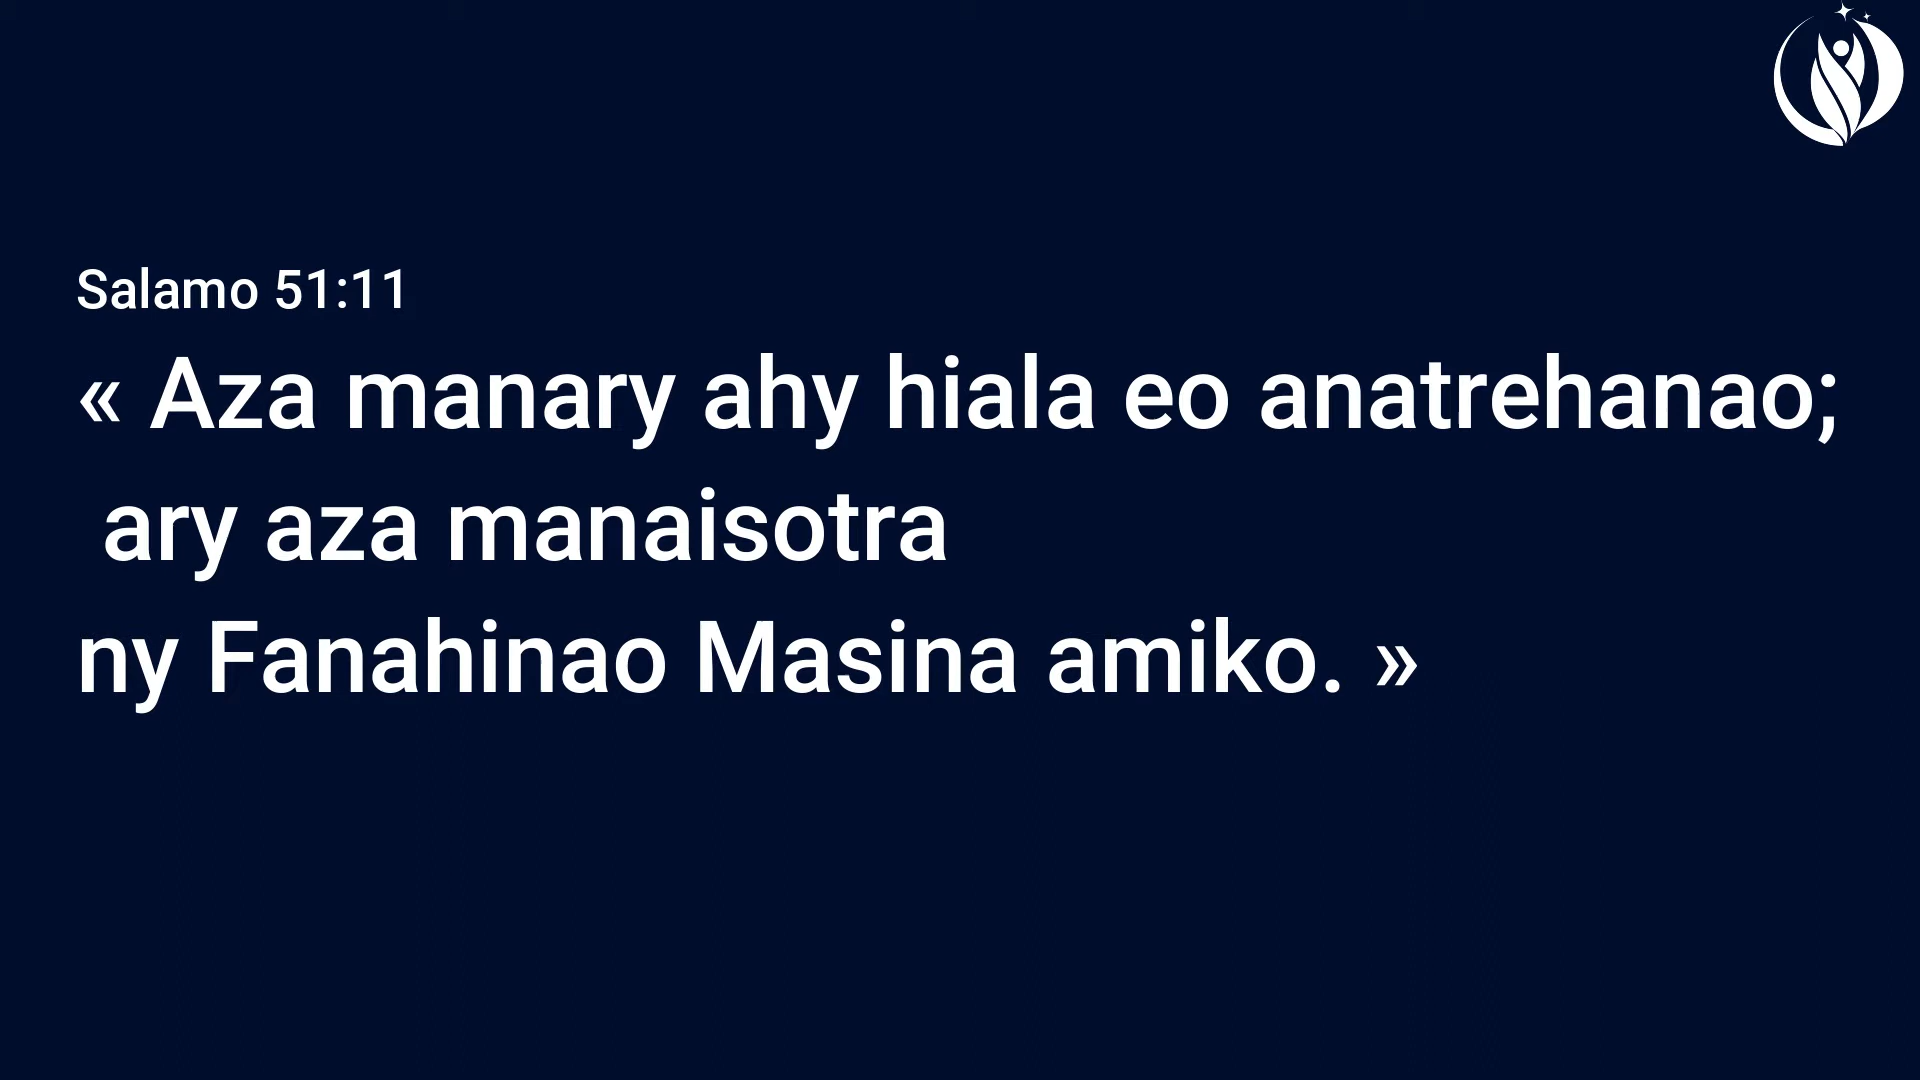 Salamo 51:11
« Aza manary ahy hiala eo anatrehanao;
ary aza manaisotra
ny Fanahinao Masina amiko. »